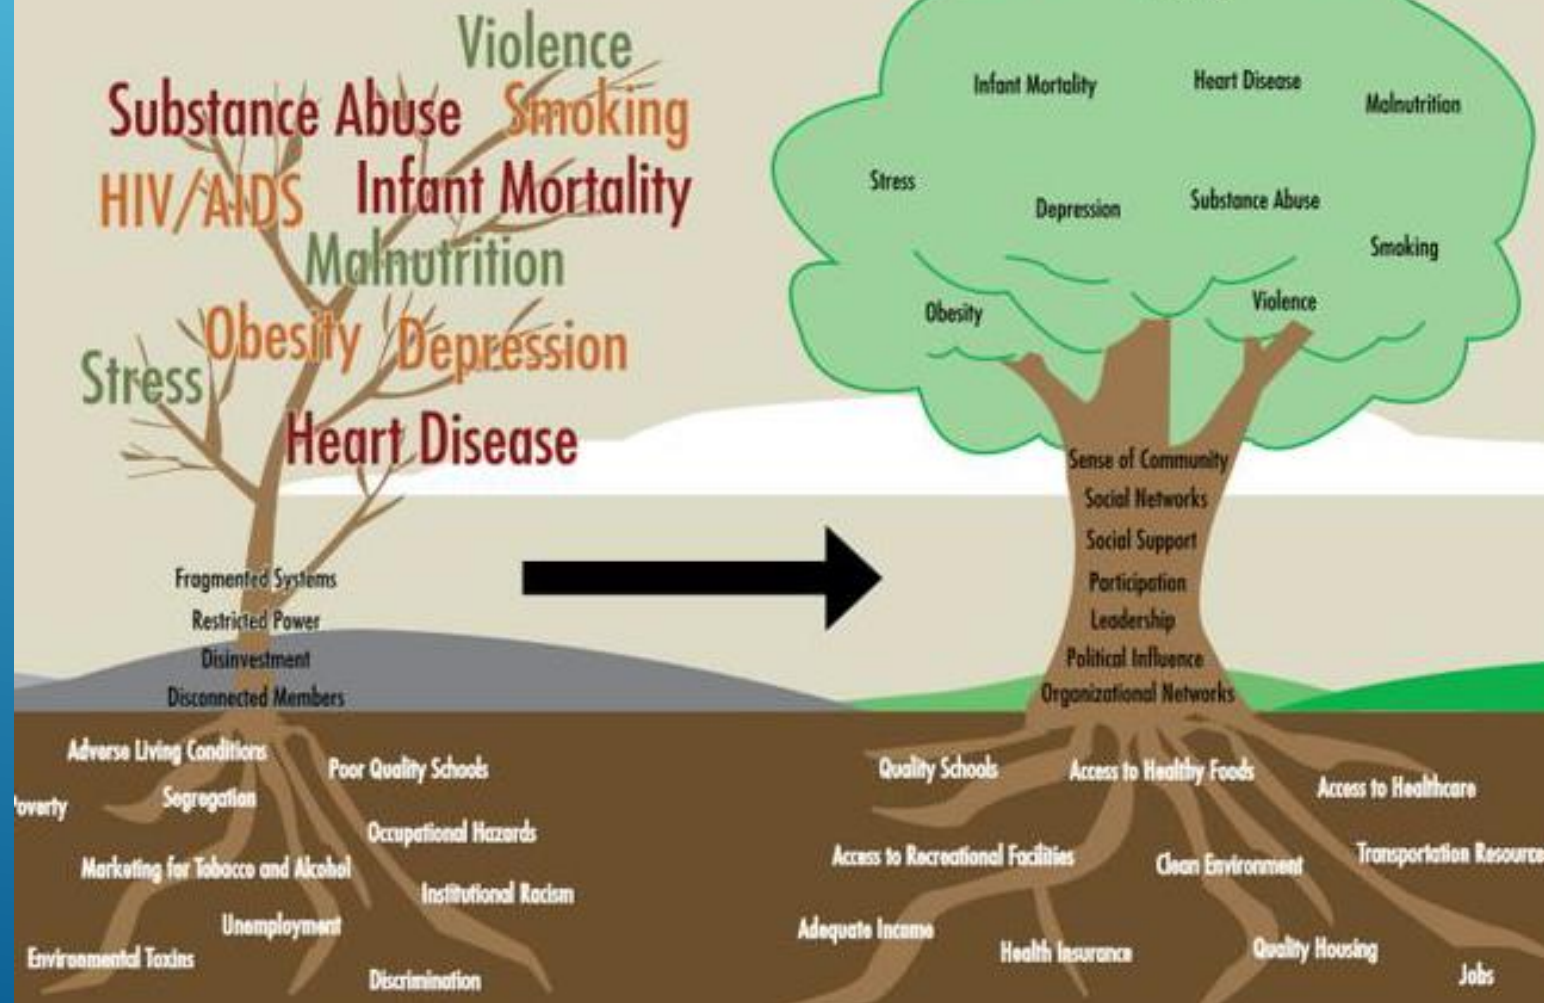 Violence
Substance Abuse
Smoking
HIV/AIDS
Infant Mortality
Malnutrition
Obesity
Depression
Stress
Heart Disease
Fragmented Systems
Restricted Power
Disinvestment
Disconnected Members
Adverse Living Conditions
Poor Quality Schools
Segregation
overty
Occupational Hazards
Marketing for Tobacco and Alcohol
Institutional Racism
Unemployment
Environmental Toxins
Discrimination
Infant Mortality
Heart Disease
Malnutrition
Stress
Depression
Substance Abuse
Smoking
Obesity
Violence
Sense of Community
Social Networks
Social Support
Participation
Leadership
Political Influence
Organizational Networks
Quality Schools
Access to Healthy Foods
Access to Healthcare
Access to Recreational Facilities
Clean Environment
Transportation Resource
Adequate Income
Health Insurance
Quality Housing
Jobs